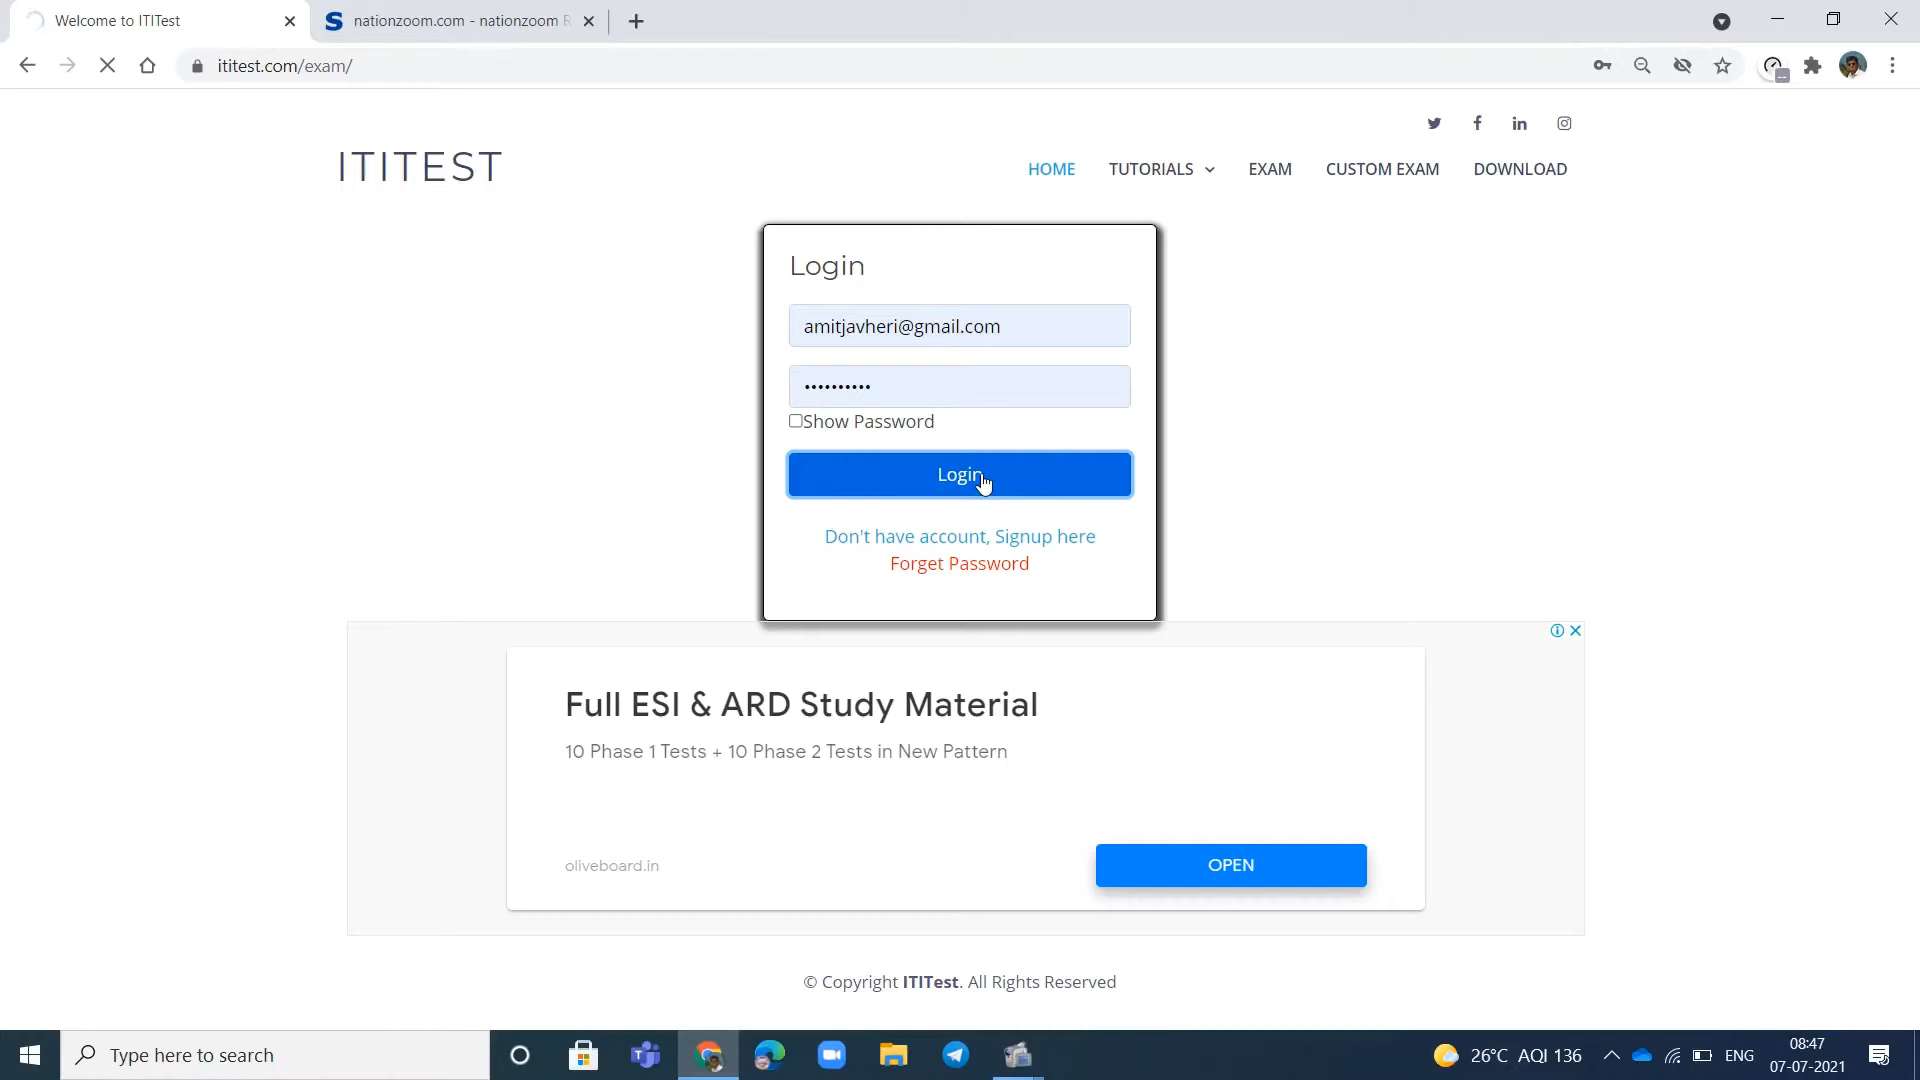 Welcome to ITITest
nationzoom.com - nationzoom
ititest.com/exam/
ITITEST
HOME TUTORIALS EXAM CUSTOM EXAM DOWNLOAD
Login
amitjavheri@gmail.com
••••••••••
Show Password
Login
Don't have account, Signup here
Forget Password
Full ESI & ARD Study Material
10 Phase 1 Tests + 10 Phase 2 Tests in New Pattern
oliveboard.in
OPEN
© Copyright ITITest. All Rights Reserved
Type here to search
26°C AQI 136
ENG
08:47
07-07-2021